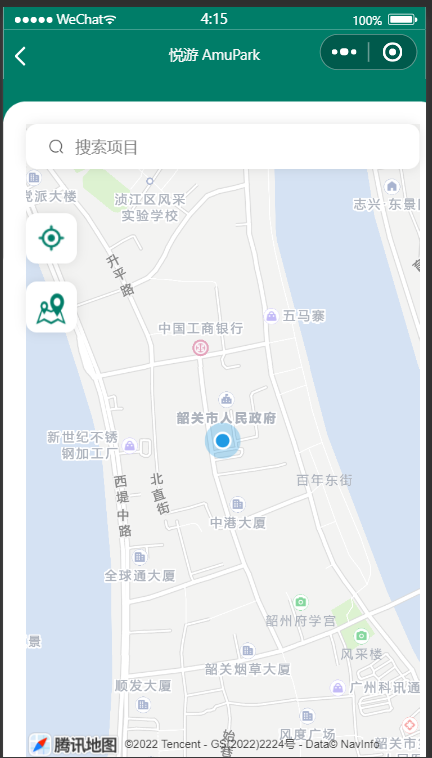 WeChat
4:15
100%
悦游 AmuPark
搜索项目
党派大楼
浈江区风采
实验学校
志兴 东景
升平路
五马寨
中国工商银行
韶关市人民政府
新世纪不锈
钢加工厂
西堤中路
北直街
百年东街
中港大厦
全球通大厦
韶州府学宫
景
风采楼
韶关烟草大厦
顺发大厦
广州科讯通
风度广场
始巷
韶关市
腾讯地图
©2022 Tencent - GS(2022)2224号 - Data© NavInfo